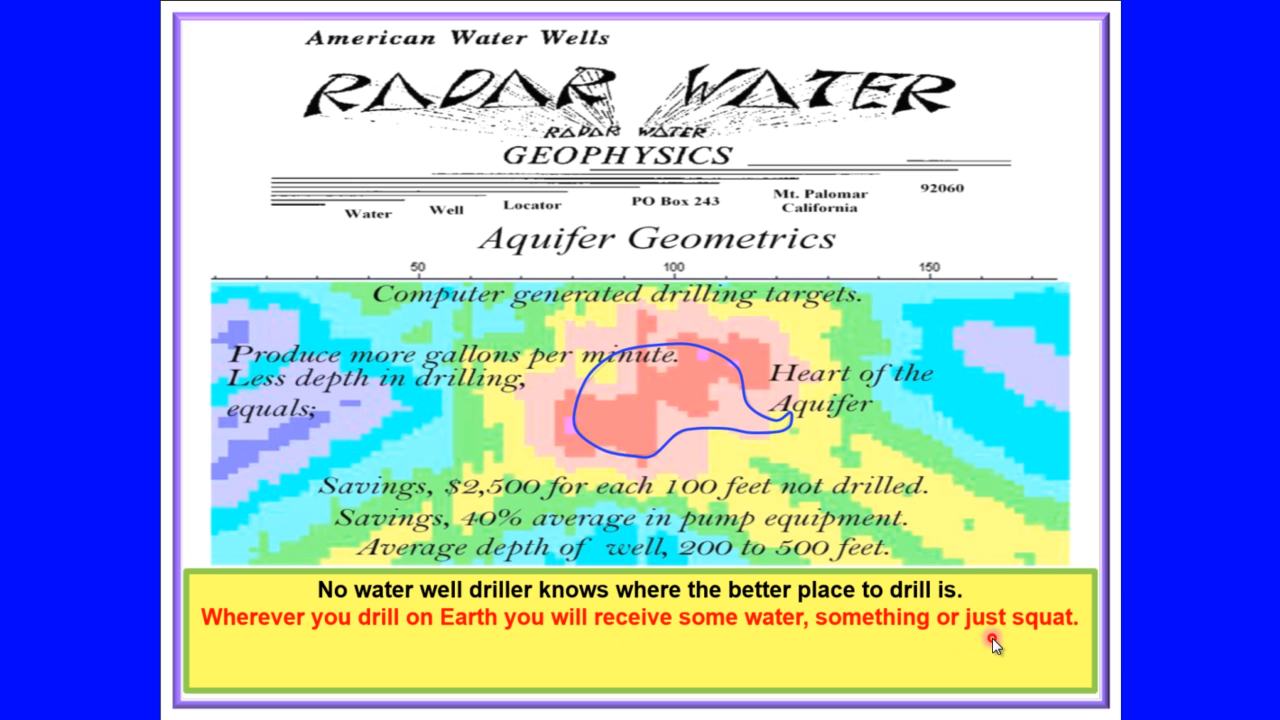 American Water Wells
RADAR WATER
RADAR WATER
GEOPHYSICS
Water Well Locator PO Box 243 Mt. Palomar California 92060
Aquifer Geometrics
50 100 150
Computer generated drilling targets.
Produce more gallons per minute.
Less depth in drilling,
equals;
Heart of the
Aquifer
Savings, $2,500 for each 100 feet not drilled.
Savings, 40% average in pump equipment.
Average depth of well, 200 to 500 feet.
No water well driller knows where the better place to drill is.
Wherever you drill on Earth you will receive some water, something or just squat.